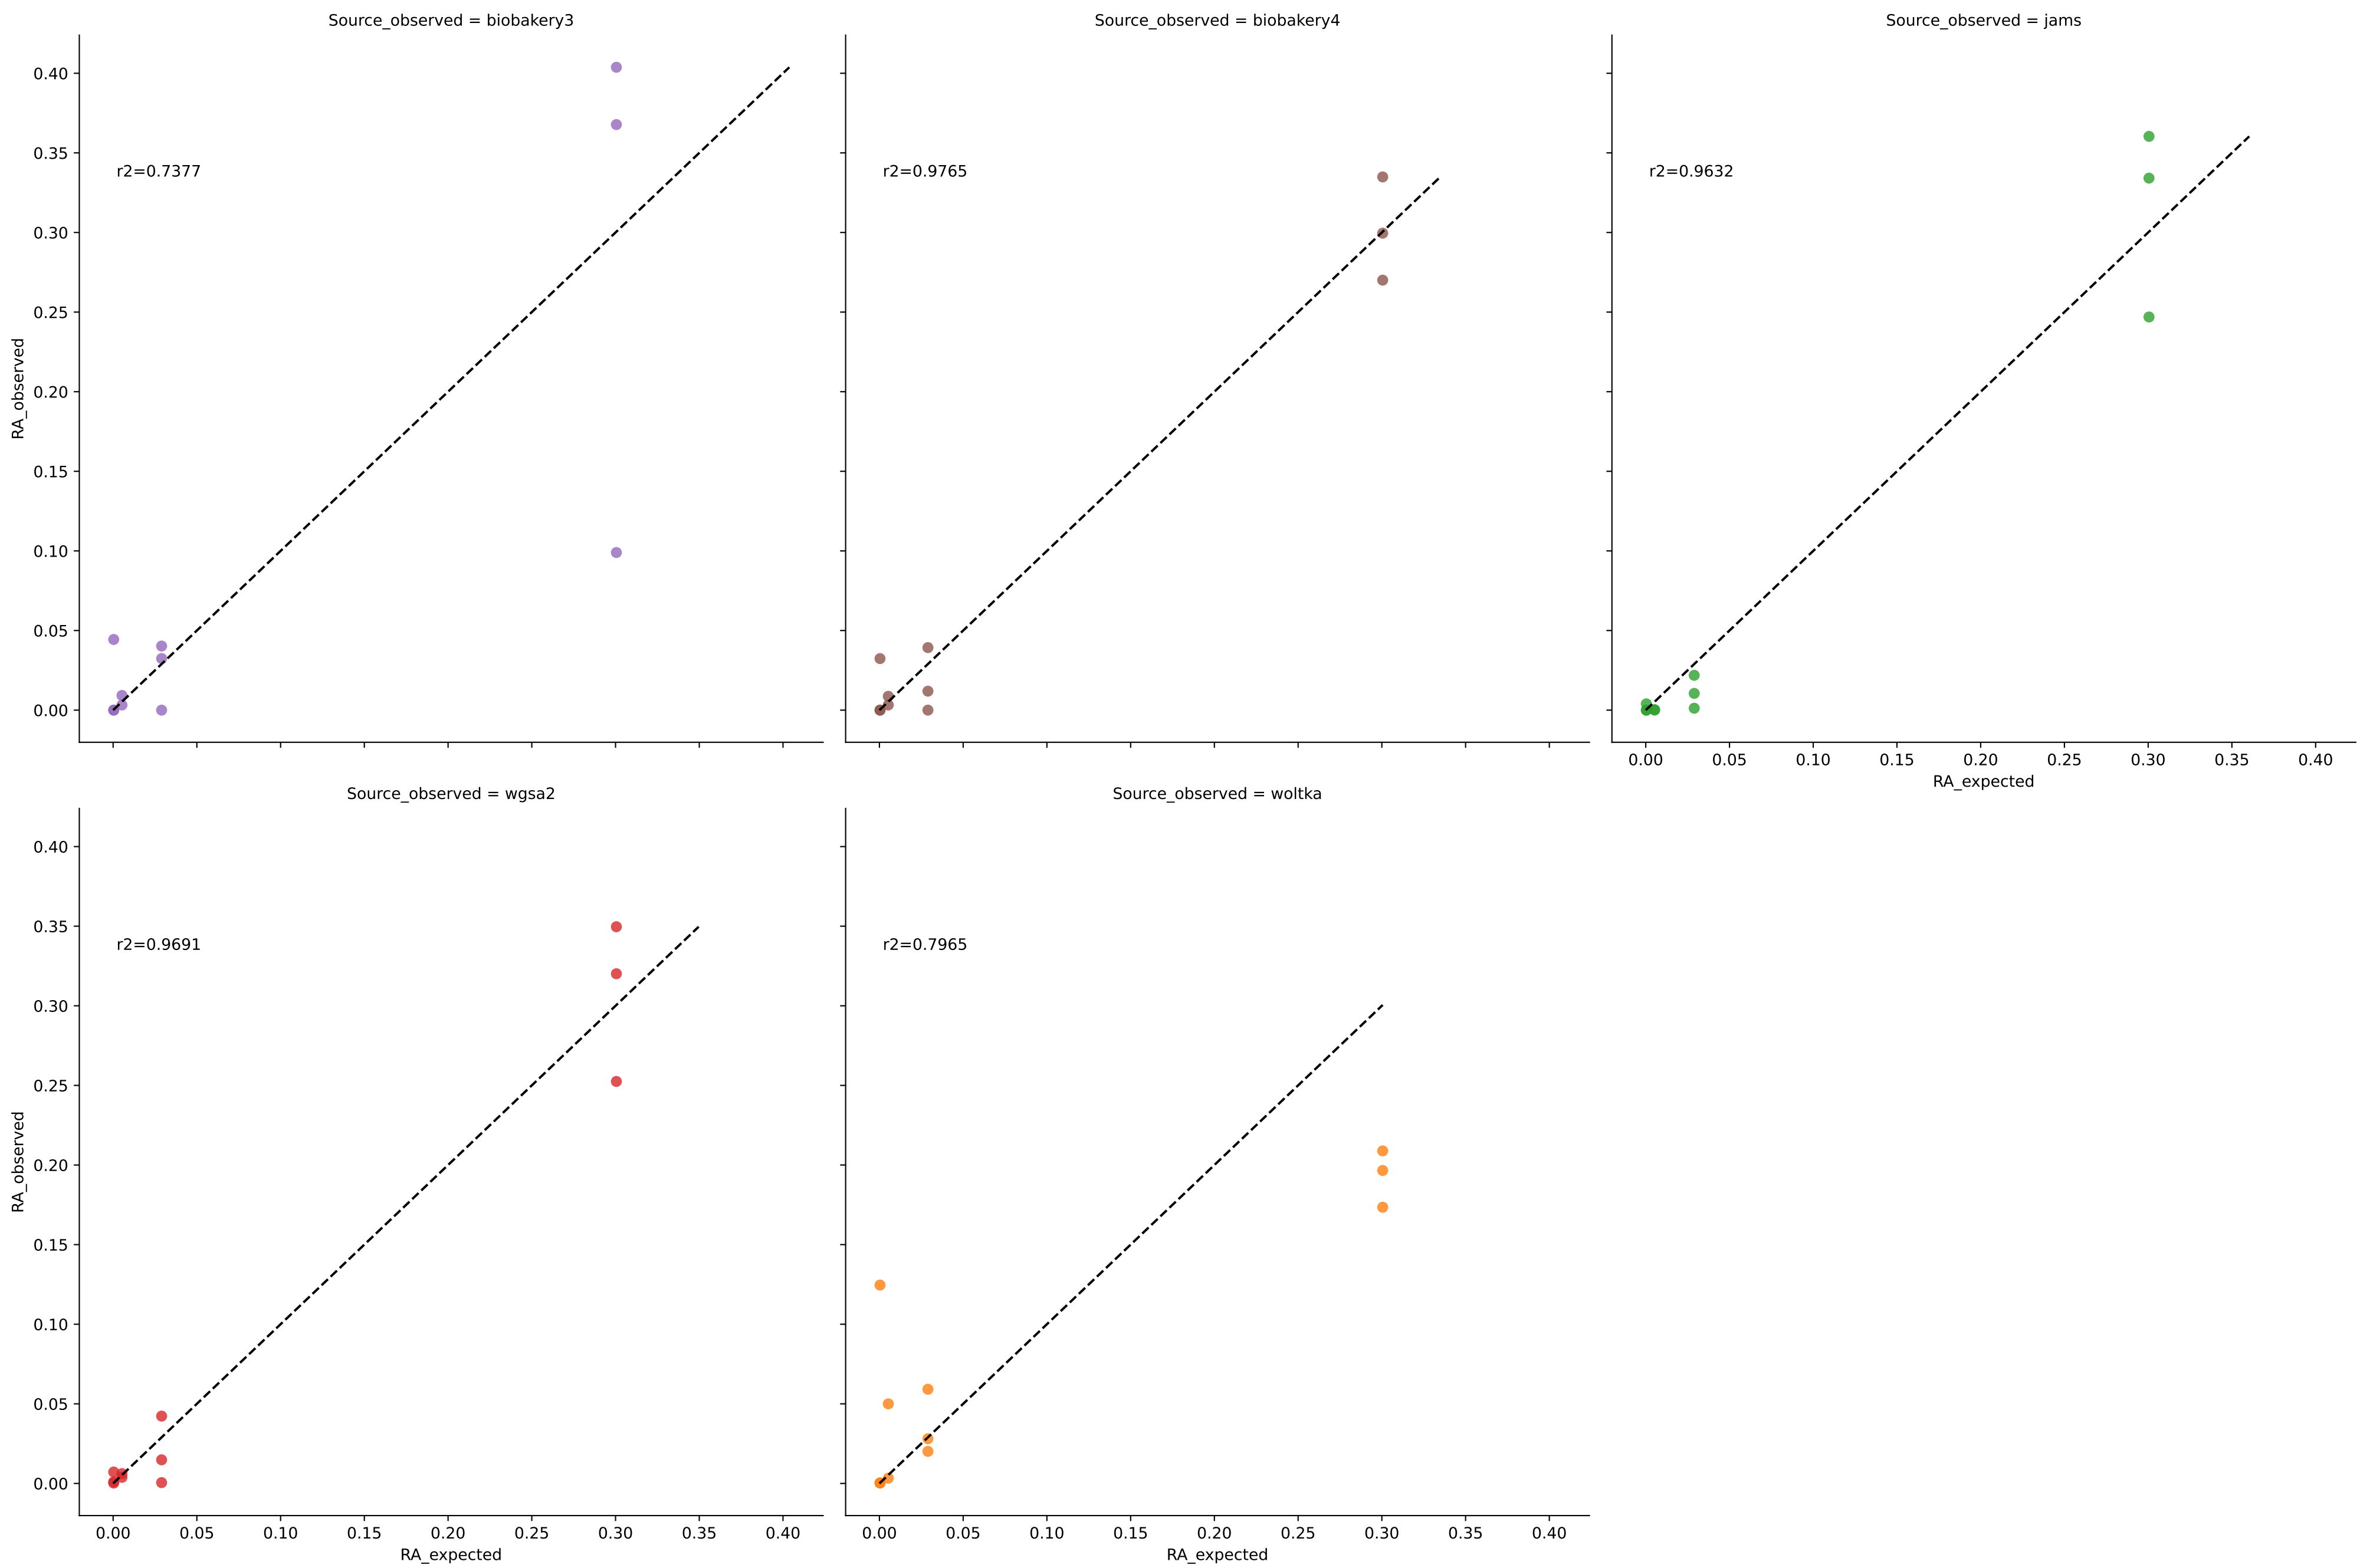 Source_observed = biobakery3
Source_observed = biobakery4
Source_observed = jams
0.40
0.35
0.30
0.25
0.20
0.15
0.10
0.05
0.00
RA_observed
r2=0.7377
r2=0.9765
r2=0.9632
0.00 0.05 0.10 0.15 0.20 0.25 0.30 0.35 0.40
RA_expected
Source_observed = wgsa2
Source_observed = woltka
0.40
0.35
0.30
0.25
0.20
0.15
0.10
0.05
0.00
RA_observed
r2=0.9691
r2=0.7965
0.00 0.05 0.10 0.15 0.20 0.25 0.30 0.35 0.40
RA_expected
0.00 0.05 0.10 0.15 0.20 0.25 0.30 0.35 0.40
RA_expected